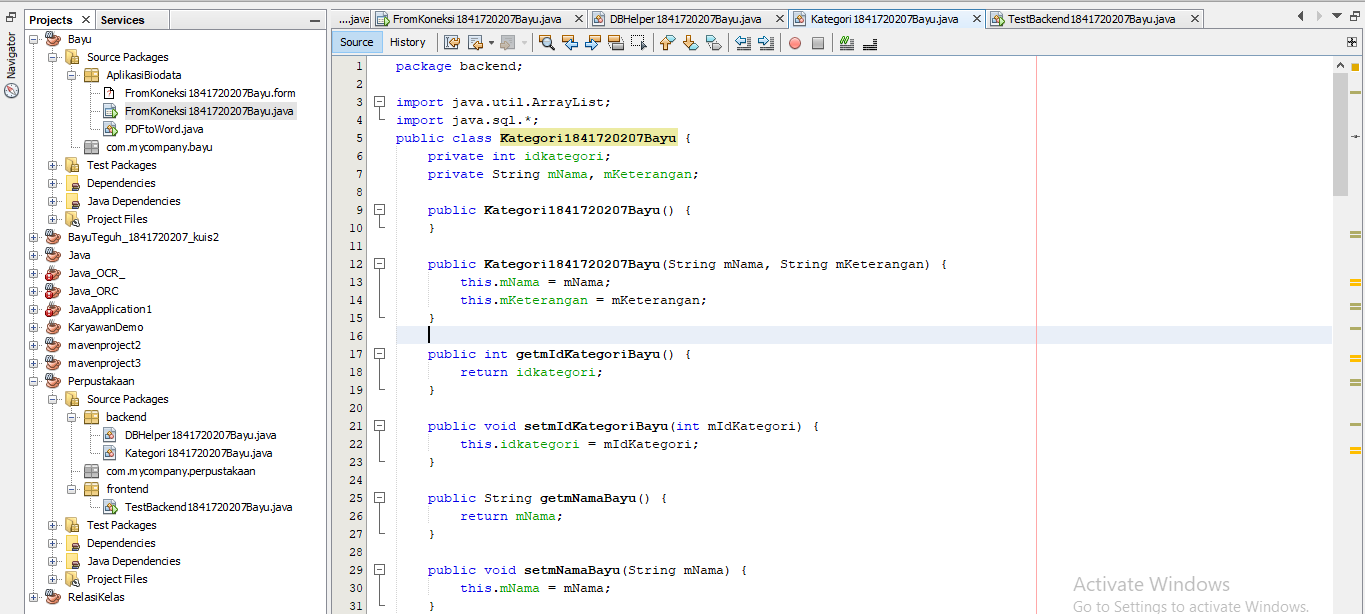 Projects
Services
....java
FromKoneksi1841720207Bayu.java
DBHelper1841720207Bayu.java
Kategori1841720207Bayu.java
TestBackend1841720207Bayu.java
Navigator
Source
History
Bayu
Source Packages
AplikasiBiodata
FromKoneksi1841720207Bayu.form
FromKoneksi1841720207Bayu.java
PDFtoWord.java
com.mycompany.bayu
Test Packages
Dependencies
Java Dependencies
Project Files
BayuTeguh_1841720207_kuis2
Java
Java_OCR_
Java_ORC
JavaApplication1
KaryawanDemo
mavenproject2
mavenproject3
Perpustakaan
Source Packages
backend
DBHelper1841720207Bayu.java
Kategori1841720207Bayu.java
com.mycompany.perpustakaan
frontend
TestBackend1841720207Bayu.java
Test Packages
Dependencies
Java Dependencies
Project Files
RelasiKelas
1 package backend;
2
3 import java.util.ArrayList;
4 import java.sql.*;
5 public class Kategori1841720207Bayu {
6 private int idkategori;
7 private String mNama, mKeterangan;
8
9 public Kategori1841720207Bayu() {
10 }
11
12 public Kategori1841720207Bayu(String mNama, String mKeterangan) {
13 this.mNama = mNama;
14 this.mKeterangan = mKeterangan;
15 }
16
17 public int getmIdKategoriBayu() {
18 return idkategori;
19 }
20
21 public void setmIdKategoriBayu(int mIdKategori) {
22 this.idkategori = mIdKategori;
23 }
24
25 public String getmNamaBayu() {
26 return mNama;
27 }
28
29 public void setmNamaBayu(String mNama) {
30 this.mNama = mNama;
31 }
Activate Windows
Go to Settings to activate Windows.